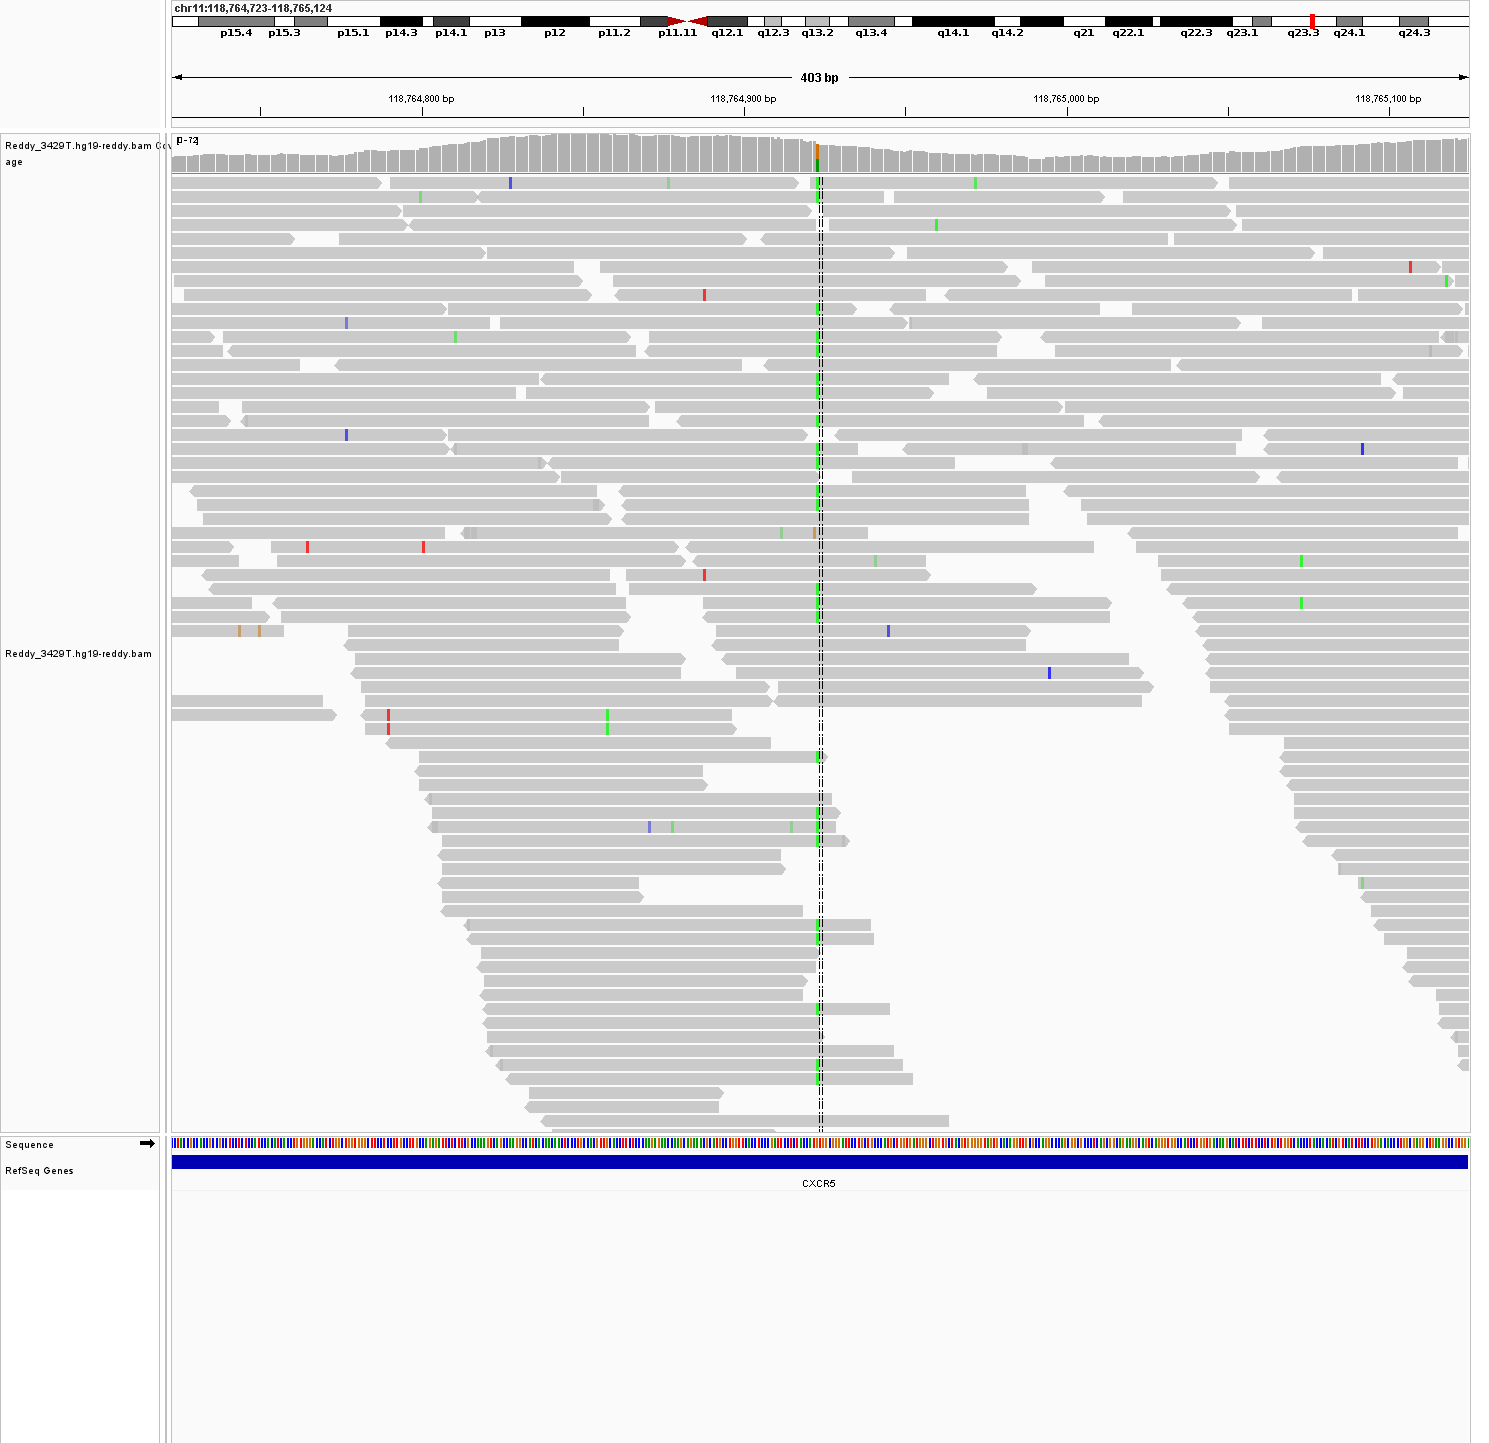 chr11:118,764,723-118,765,124
p15.4 p15.3 p15.1 p14.3 p14.1 p13 p12 p11.2 p11.11 q12.1 q12.3 q13.2 q13.4 q14.1 q14.2 q21 q22.1 q22.3 q23.1 q23.3 q24.1 q24.3
403 bp
118,764,800 bp 118,764,900 bp 118,765,000 bp 118,765,100 bp
[0-72]
Reddy_3429T.hg19-reddy.bam Cov
age
Reddy_3429T.hg19-reddy.bam
Sequence
RefSeq Genes
CXCR5